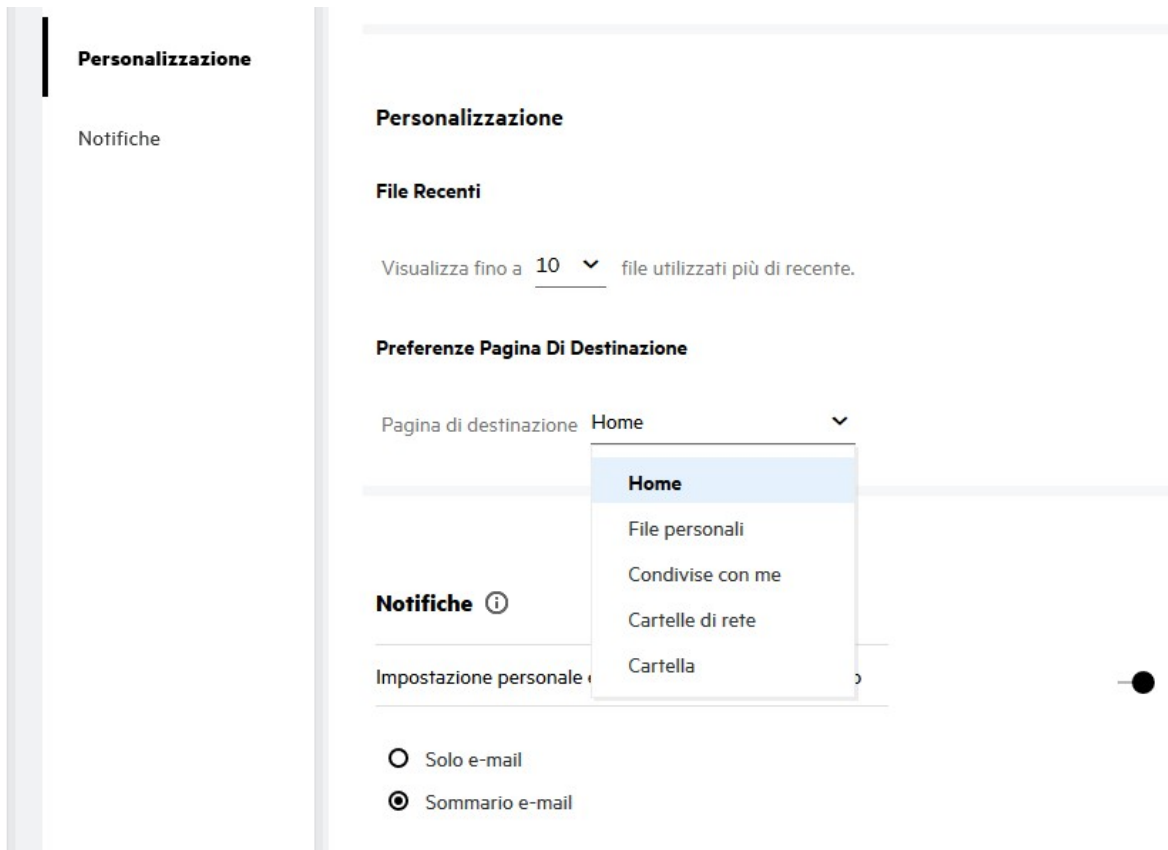 Personalizzazione
Notifiche
Personalizzazione
File Recenti
Visualizza fino a 10 file utilizzati più di recente.
Preferenze Pagina Di Destinazione
Pagina di destinazione Home
Home
File personali
Condivise con me
Cartelle di rete
Cartella
Notifiche
Impostazione personale
Solo e-mail
Sommario e-mail